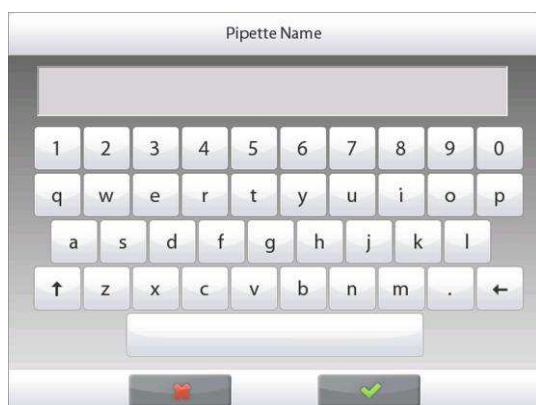 Pipette Name
1 2 3 4 5 6 7 8 9 0
q w e r t y u i o p
a s d f g h j k l
↑ z x c v b n m . ←